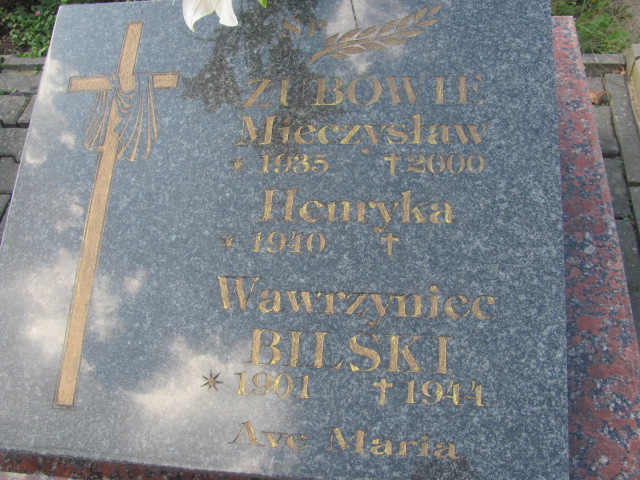 Ś.P.
ZUBOWIE
Mieczysław
* 1935 † 2000
Henryka
* 1940 †
Wawrzyniec
BILSKI
* 1901 † 1944
Ave Maria